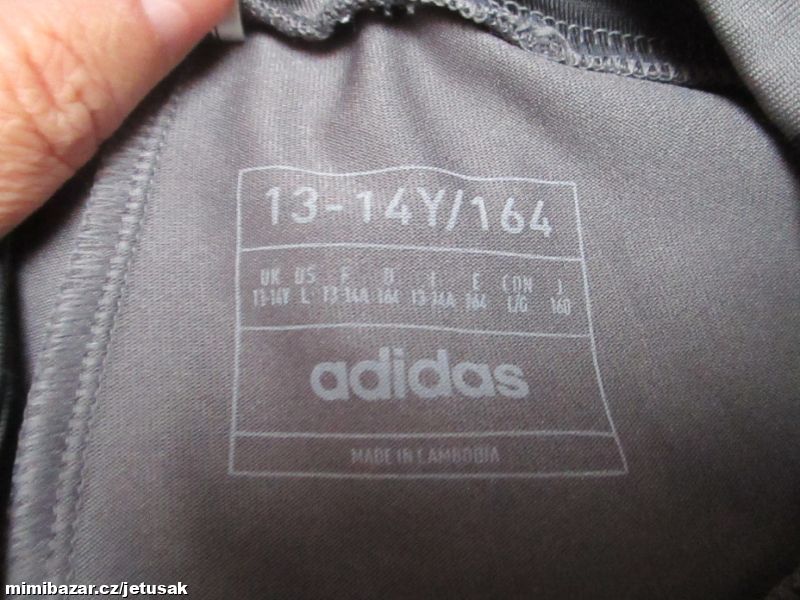 13-14Y/164
UK US F D I E CDN J
13-14Y L 13-14A 164 13-14A 164 L/G 160
adidas
MADE IN CAMBODIA
mimibazar.cz/jetusak